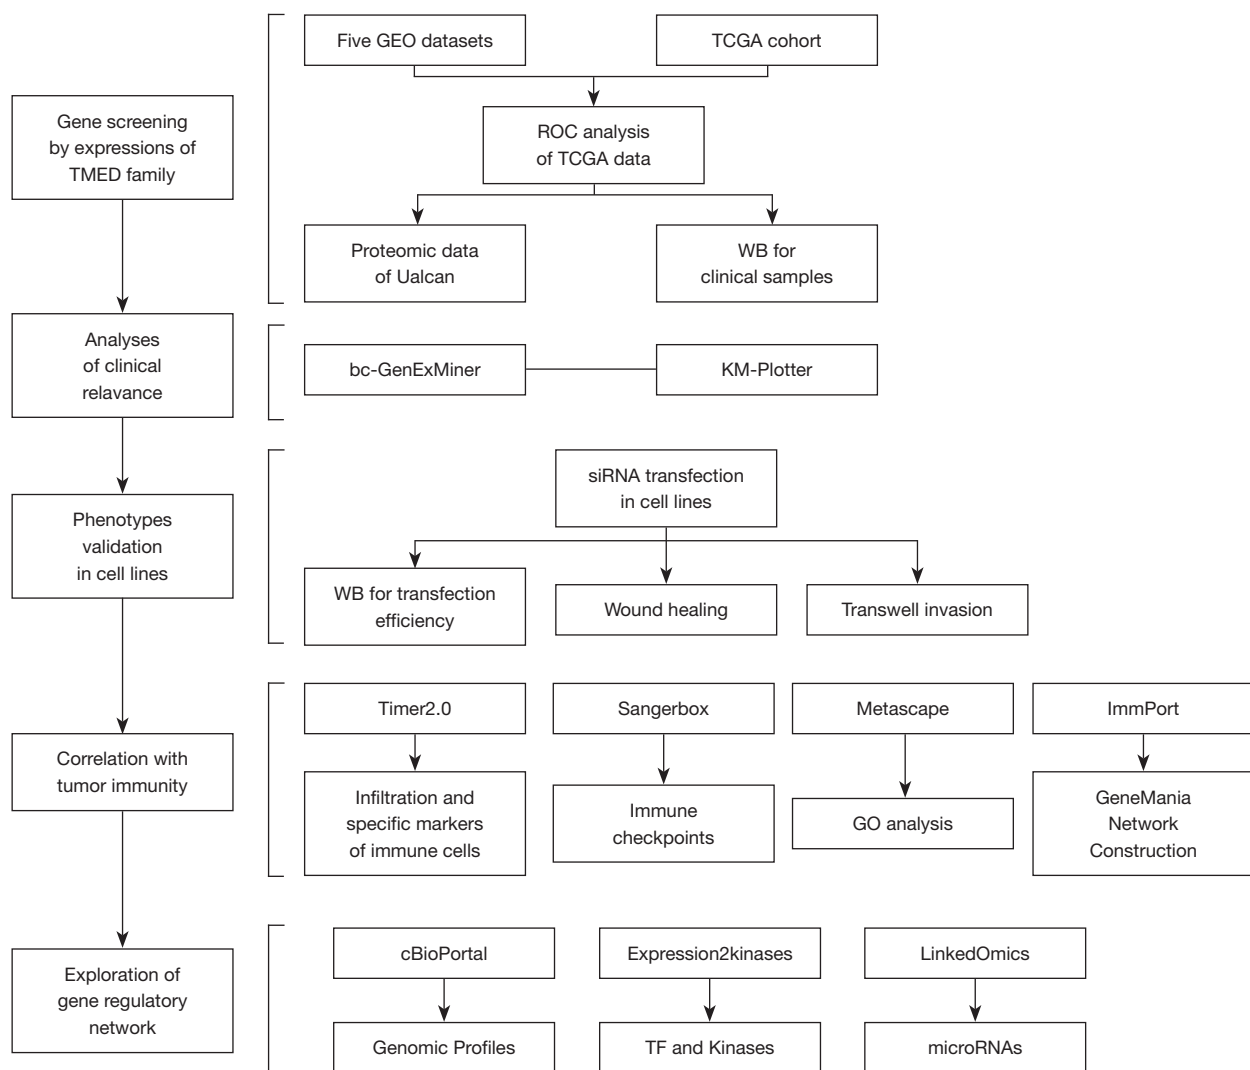 Five GEO datasets
TCGA cohort
Gene screening
by expressions of
TMED family
ROC analysis
of TCGA data
Proteomic data
of Ualcan
WB for
clinical samples
Analyses
of clinical
relavance
bc-GenExMiner
KM-Plotter
Phenotypes
validation
in cell lines
siRNA transfection
in cell lines
WB for transfection
efficiency
Wound healing
Transwell invasion
Correlation with
tumor immunity
Timer2.0
Sangerbox
Metascape
ImmPort
Infiltration and
specific markers
of immune cells
Immune
checkpoints
GO analysis
GeneMania
Network
Construction
Exploration of
gene regulatory
network
cBioPortal
Expression2kinases
LinkedOmics
Genomic Profiles
TF and Kinases
microRNAs